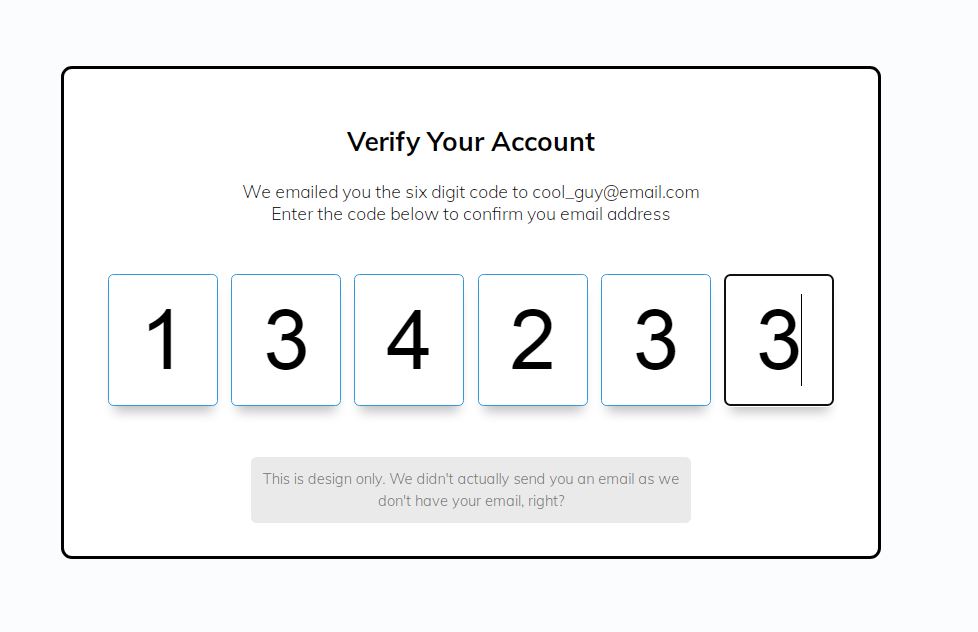 Verify Your Account
We emailed you the six digit code to cool_guy@email.com
Enter the code below to confirm you email address
1 3 4 2 3 3
This is design only. We didn't actually send you an email as we
don't have your email, right?